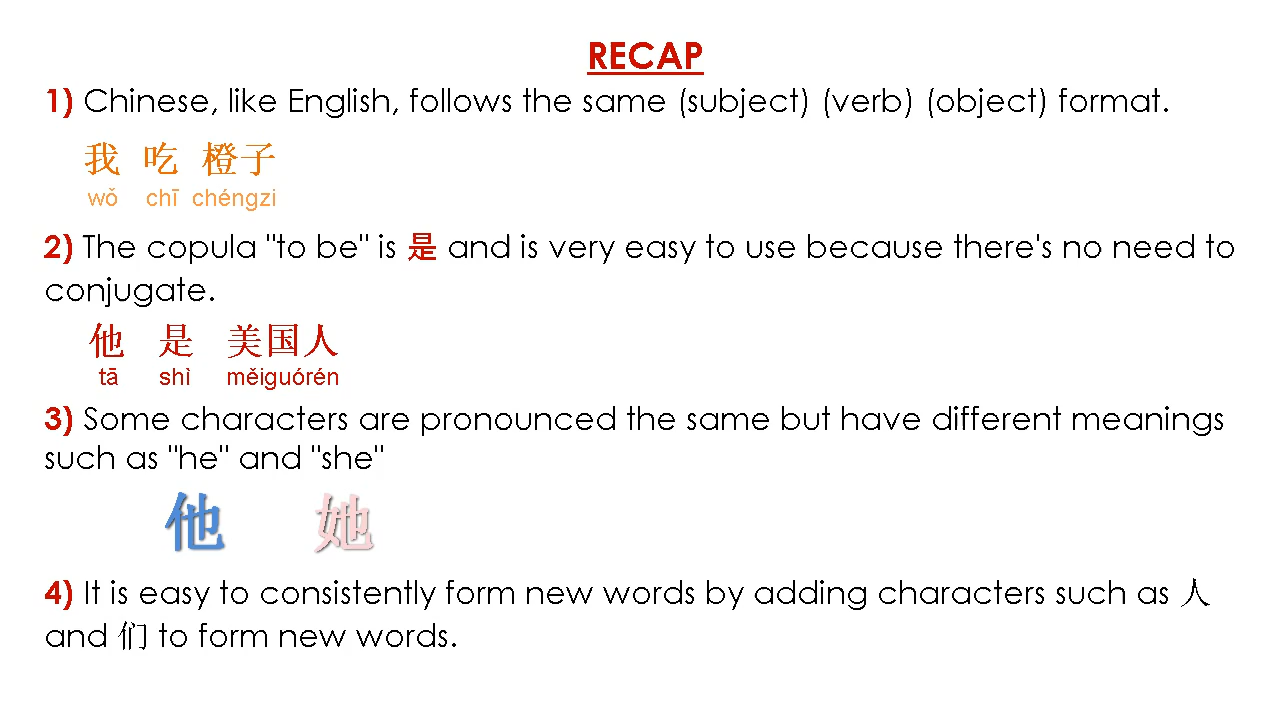 RECAP
1) Chinese, like English, follows the same (subject) (verb) (object) format.
我 吃 橙子
wǒ chī chéngzi
2) The copula "to be" is 是 and is very easy to use because there's no need to
conjugate.
他 是 美国人
tā shì měiguórén
3) Some characters are pronounced the same but have different meanings
such as "he" and "she"
他 她
4) It is easy to consistently form new words by adding characters such as 人
and 们 to form new words.